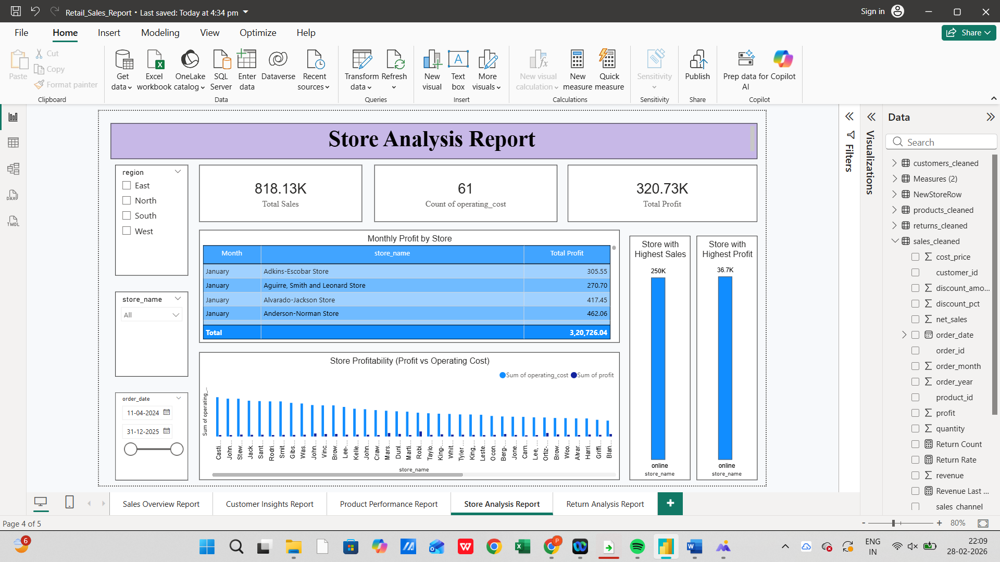 Retail_Sales_Report • Last saved: Today at 4:34 pm
Sign in
File Home Insert Modeling View Optimize Help
Share
Paste
Cut
Copy
Format painter
Clipboard
Get data
Excel workbook
OneLake catalog
SQL Server
Enter data
Dataverse
Recent sources
Data
Transform data
Refresh
Queries
New visual
Text box
More visuals
Insert
New visual calculation
New measure
Quick measure
Calculations
Sensitivity
Sensitivity
Publish
Share
Prep data for AI
Copilot
Copilot
Store Analysis Report
region
East
North
South
West
818.13K
Total Sales
61
Count of operating_cost
320.73K
Total Profit
Monthly Profit by Store
Month store_name Total Profit
January Adkins-Escobar Store 305.55
January Aguirre, Smith and Leonard Store 270.70
January Alvarado-Jackson Store 417.45
January Anderson-Norman Store 462.06
Total 3,20,726.04
Store with Highest Sales
250K
online
store_name
Store with Highest Profit
36.7K
online
store_name
store_name
All
order_date
11-04-2024
31-12-2025
Store Profitability (Profit vs Operating Cost)
Sum of operating_cost Sum of profit
Sum of operating_...
Casti... John... Stew... Jack... Sant... Rodri... Smit... Gibs... Was... John... Vinc... Brow... Lee-... Kelle... John... Craw... Mars... Dunl... Marti... Robi... Taylo... King-... Whit... Tyler ... King,... Leste... Ocon... Berg-... Jone... Cam... Lee, ... Ortiz-... Brow... Woo... Alvar... Harri... Griffi... Blan...
store_name
Filters
Visualizations
Data
Search
customers_cleaned
Measures (2)
NewStoreRow
products_cleaned
returns_cleaned
sales_cleaned
cost_price
customer_id
discount_amo...
discount_pct
net_sales
order_date
order_id
order_month
order_year
product_id
profit
quantity
Return Count
Return Rate
revenue
Revenue Last ...
sales channel
Sales Overview Report
Customer Insights Report
Product Performance Report
Store Analysis Report
Return Analysis Report
Page 4 of 5
80%
6
ENG
IN
22:09
28-02-2026